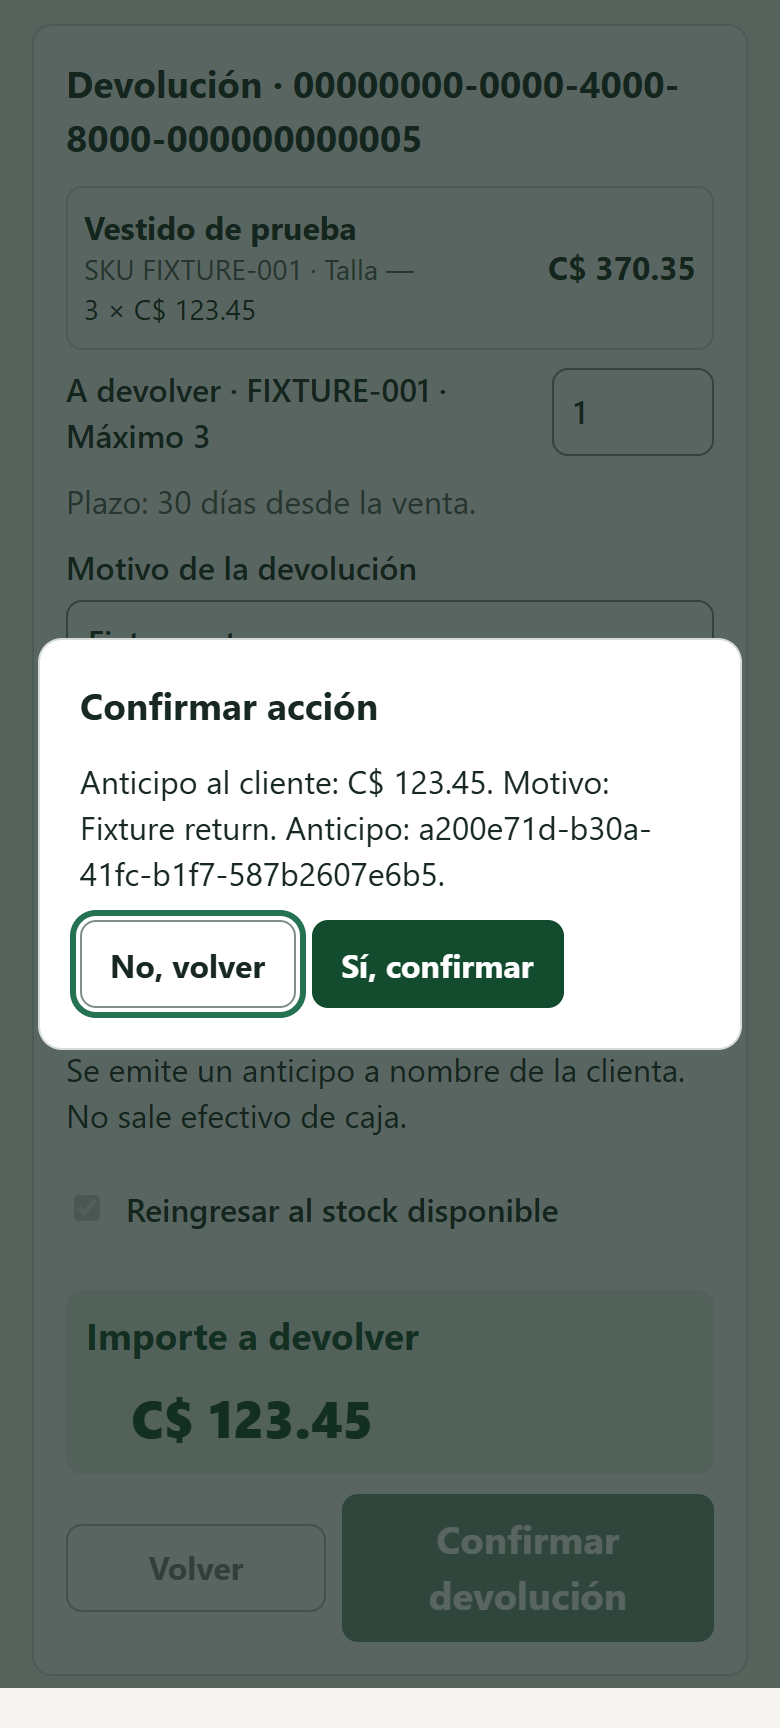 Devolución · 00000000-0000-4000-
8000-000000000005
Vestido de prueba
SKU FIXTURE-001 · Talla —
3 × C$ 123.45
C$ 370.35
A devolver · FIXTURE-001 ·
Máximo 3
1
Plazo: 30 días desde la venta.
Motivo de la devolución
Confirmar acción
Anticipo al cliente: C$ 123.45. Motivo:
Fixture return. Anticipo: a200e71d-b30a-
41fc-b1f7-587b2607e6b5.
No, volver
Sí, confirmar
Se emite un anticipo a nombre de la clienta.
No sale efectivo de caja.
Reingresar al stock disponible
Importe a devolver
C$ 123.45
Volver
Confirmar
devolución